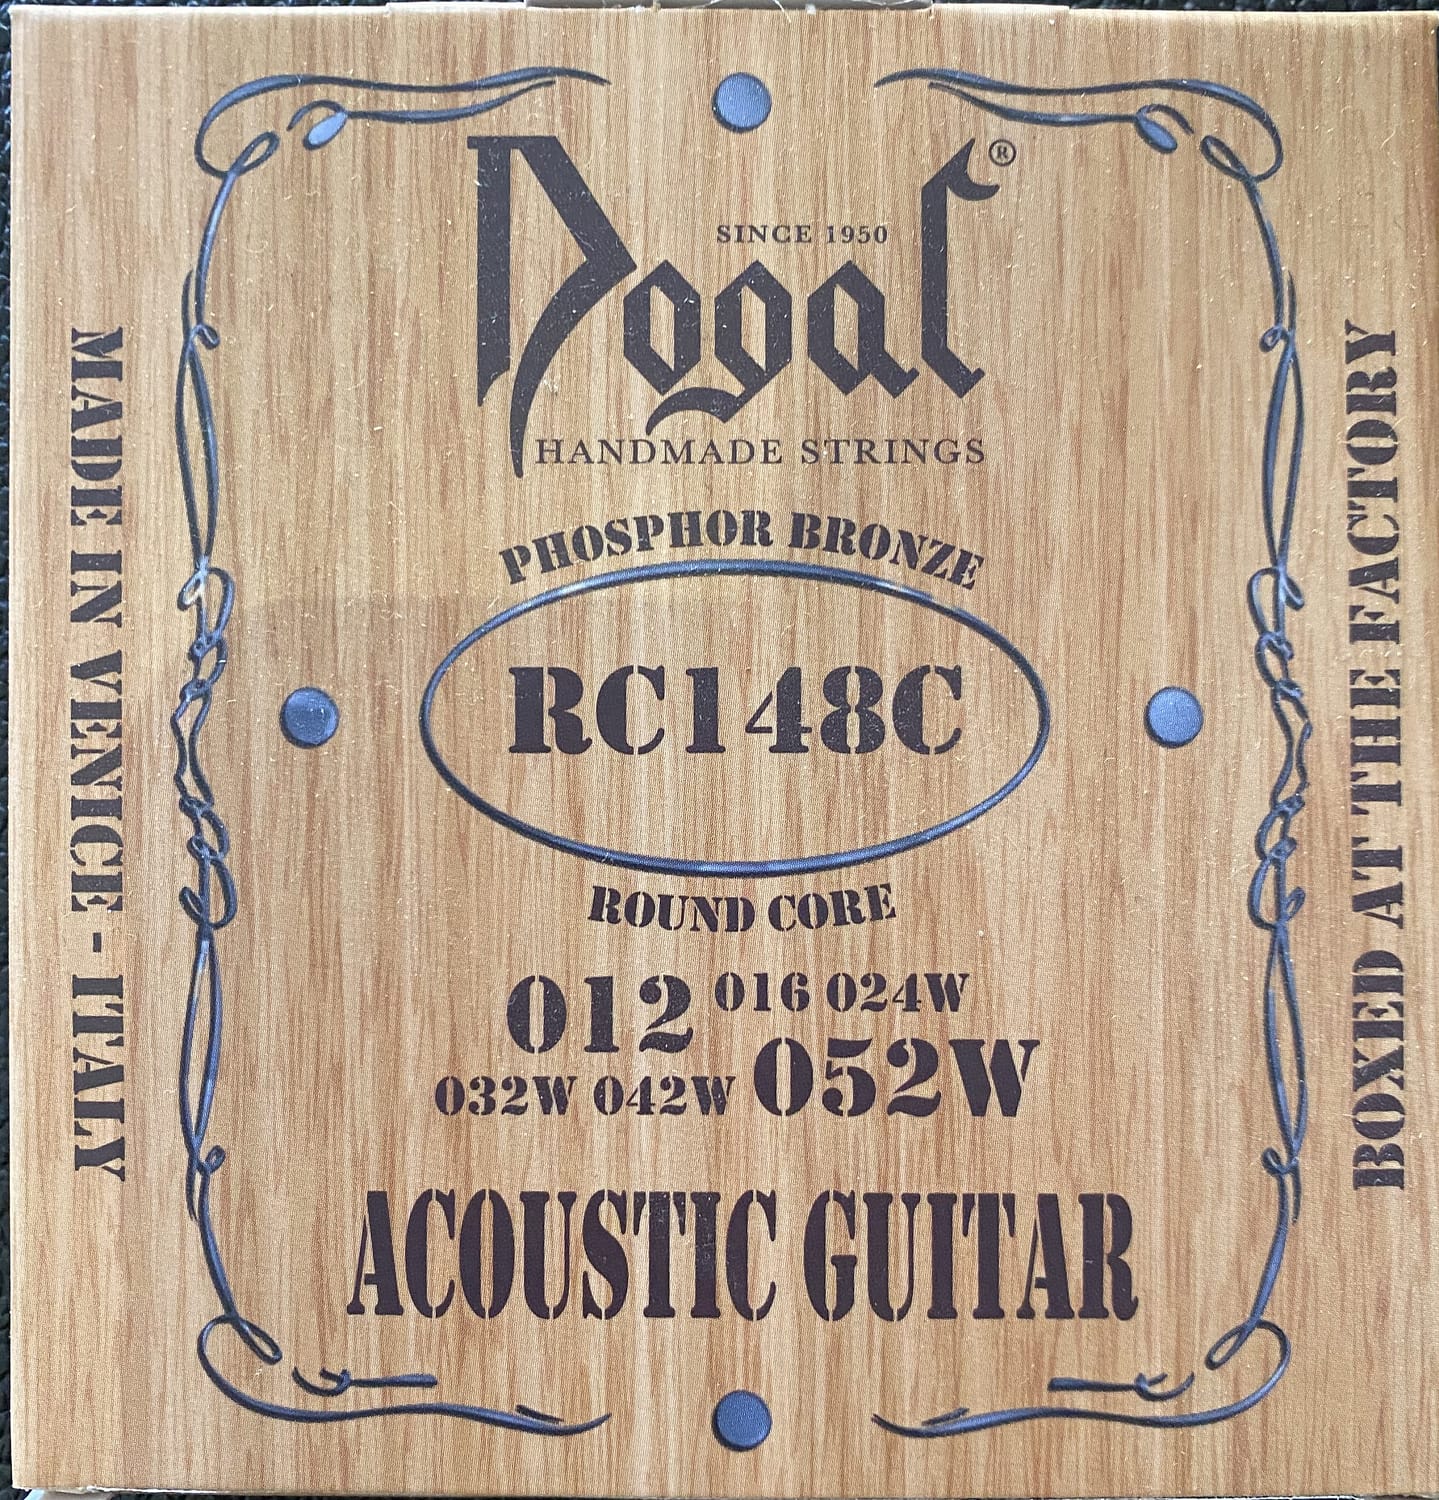 Dogal®
SINCE 1950
HANDMADE STRINGS
PHOSPHOR BRONZE
RC148C
ROUND CORE
012 016 024W
032W 042W 052W
ACOUSTIC GUITAR
MADE IN VENICE - ITALY
BOXED AT THE FACTORY